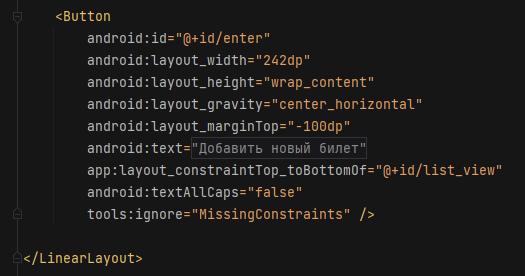 <Button
android:id="@+id/enter"
android:layout_width="242dp"
android:layout_height="wrap_content"
android:layout_gravity="center_horizontal"
android:layout_marginTop="-100dp"
android:text="Добавить новый билет"
app:layout_constraintTop_toBottomOf="@+id/list_view"
android:textAllCaps="false"
tools:ignore="MissingConstraints" />
</LinearLayout>